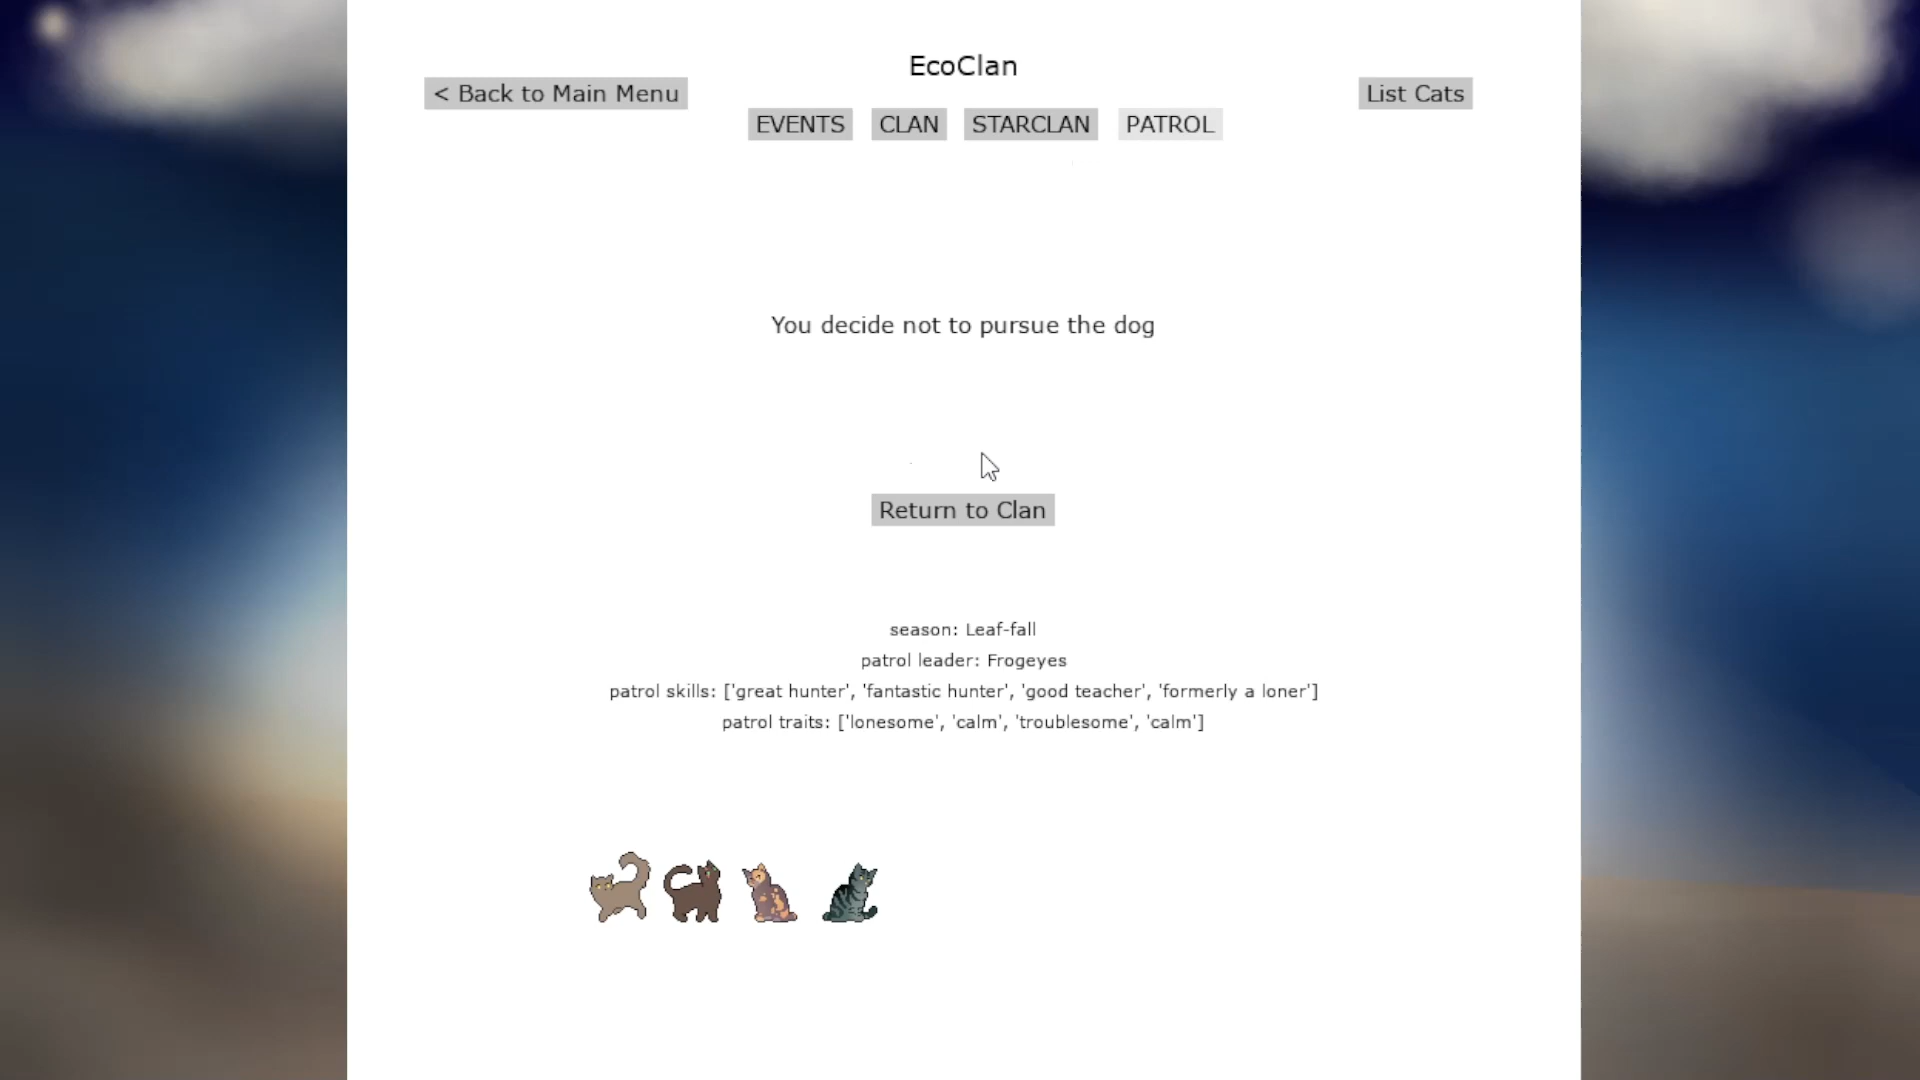 EcoClan
< Back to Main Menu
List Cats
EVENTS CLAN STARCLAN PATROL
You decide not to pursue the dog
Return to Clan
season: Leaf-fall
patrol leader: Frogeyes
patrol skills: ['great hunter', 'fantastic hunter', 'good teacher', 'formerly a loner']
patrol traits: ['lonesome', 'calm', 'troublesome', 'calm']